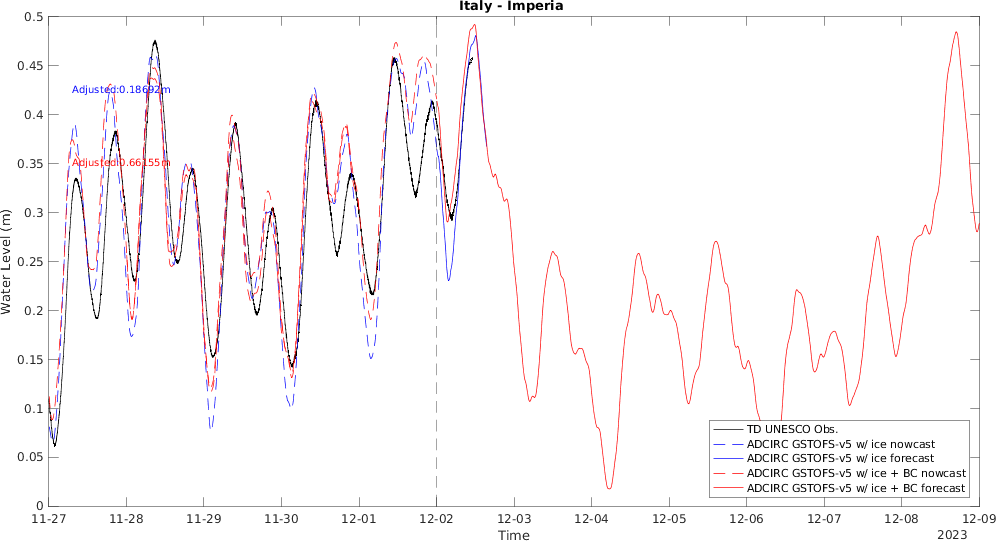 Italy - Imperia
Water Level (m)
0.5
0.45
0.4
0.35
0.3
0.25
0.2
0.15
0.1
0.05
0
Adjusted:0.18692m
Adjusted:0.66155m
TD UNESCO Obs.
ADCIRC GSTOFS-v5 w/ ice nowcast
ADCIRC GSTOFS-v5 w/ ice forecast
ADCIRC GSTOFS-v5 w/ ice + BC nowcast
ADCIRC GSTOFS-v5 w/ ice + BC forecast
11-27 11-28 11-29 11-30 12-01 12-02 12-03 12-04 12-05 12-06 12-07 12-08 12-09
Time
2023